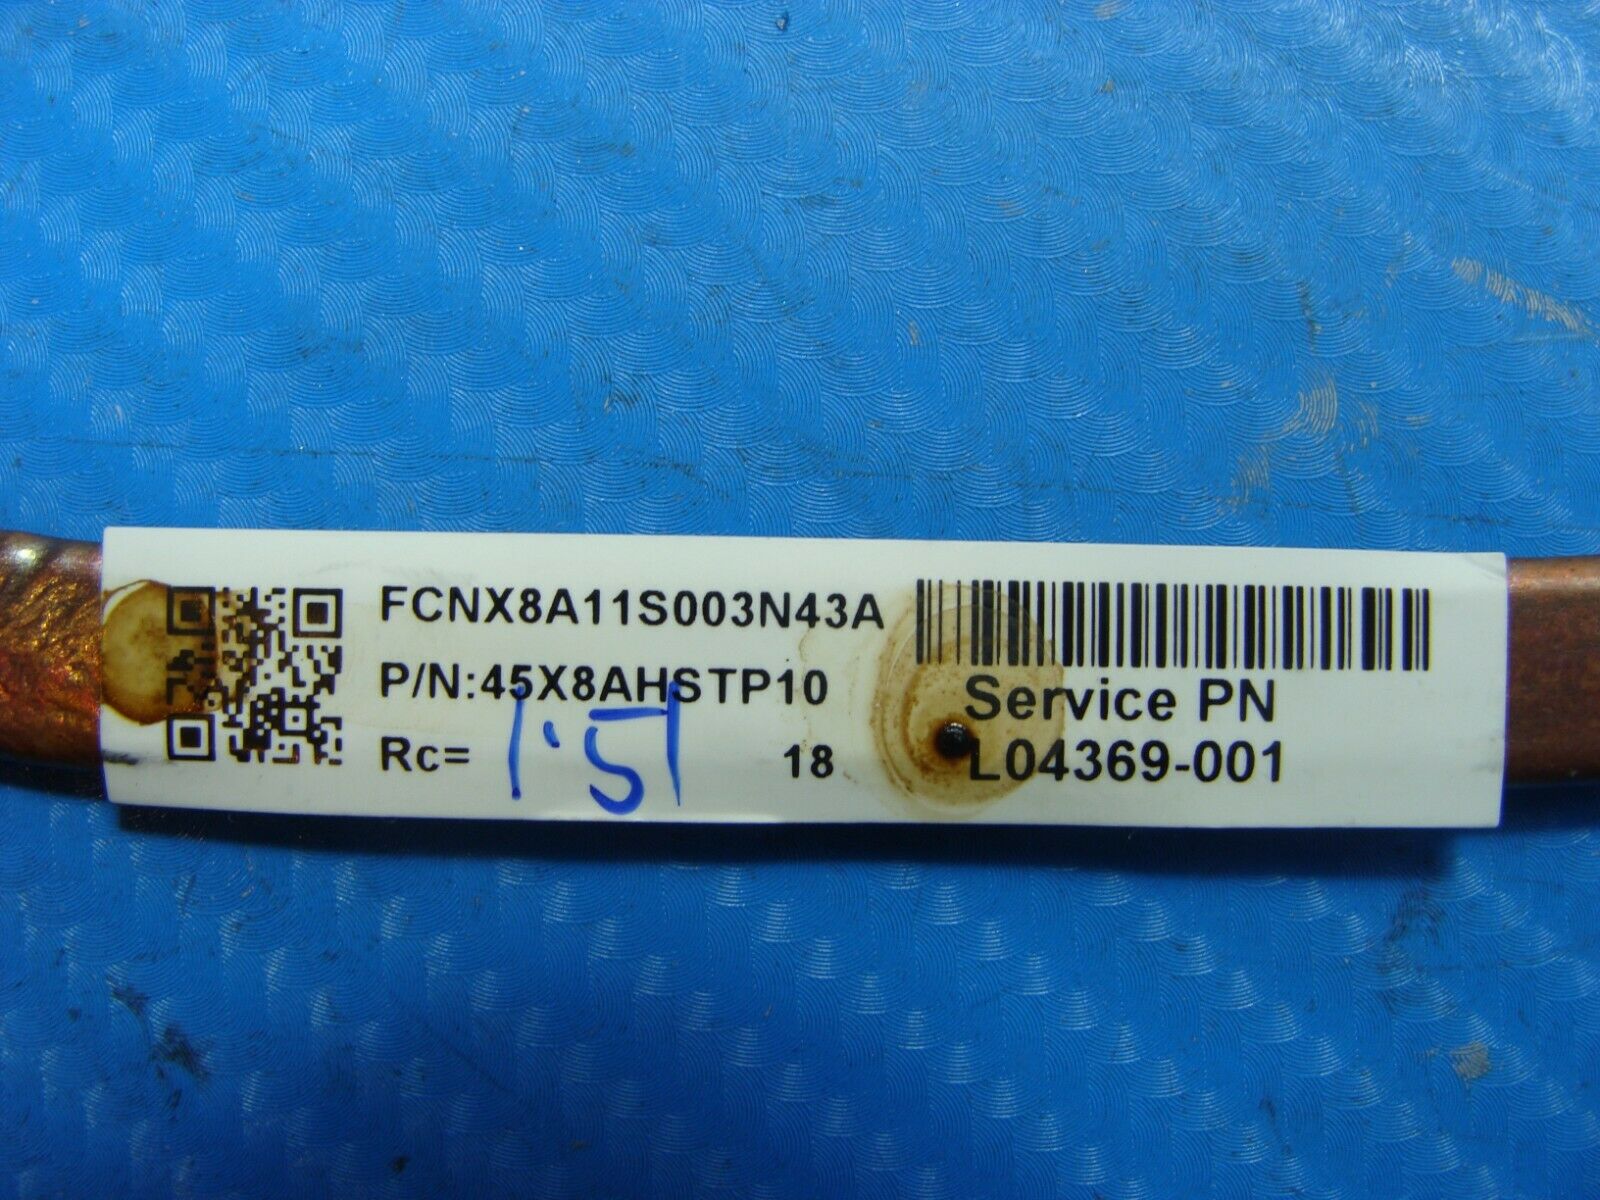 FCNX8A11S003N43A
P/N:45X8AHSTP10
Rc= 1.51 18
Service PN
L04369-001